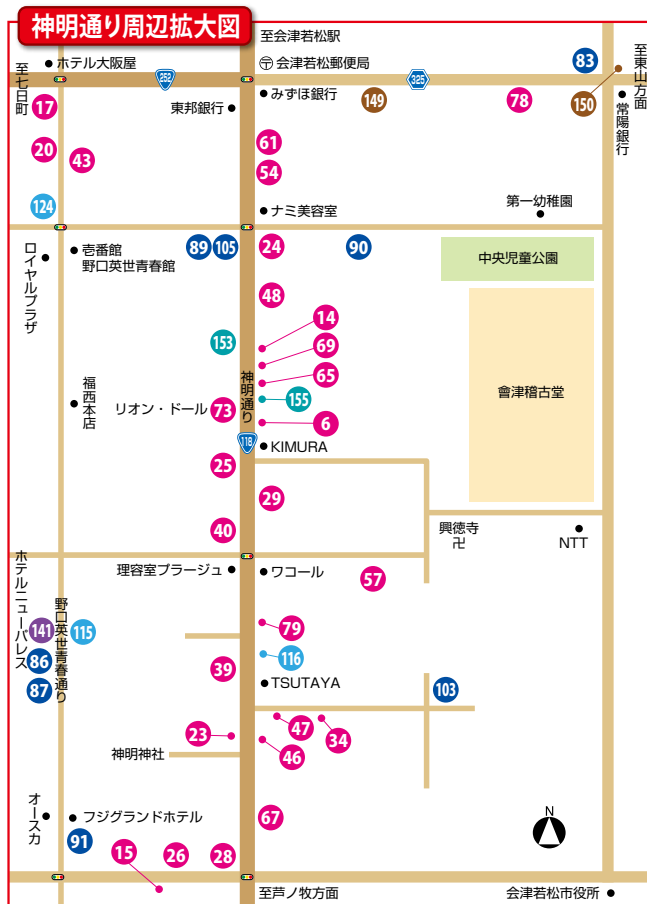 神明通り周辺拡大図
至会津若松駅
至七日町
ホテル大阪屋
252
〒会津若松郵便局
325
83
至東山方面
17
東邦銀行
みずほ銀行
149
78
150
常陽銀行
20
43
61
54
124
ナミ美容室
第一幼稚園
ロイヤルプラザ
壱番館
野口英世青春館
89
105
24
90
中央児童公園
48
14
153
69
65
神明通り
155
會津稽古堂
福西本店
リオン・ドール
73
6
118
KIMURA
25
29
40
興徳寺
卍
NTT
ホテルニューパレス
理容室プラージュ
ワコール
57
野口英世青春通り
141
115
79
86
116
87
39
TSUTAYA
103
23
47
34
神明神社
46
オースカ
フジグランドホテル
67
N
91
15
26
28
至芦ノ牧方面
会津若松市役所